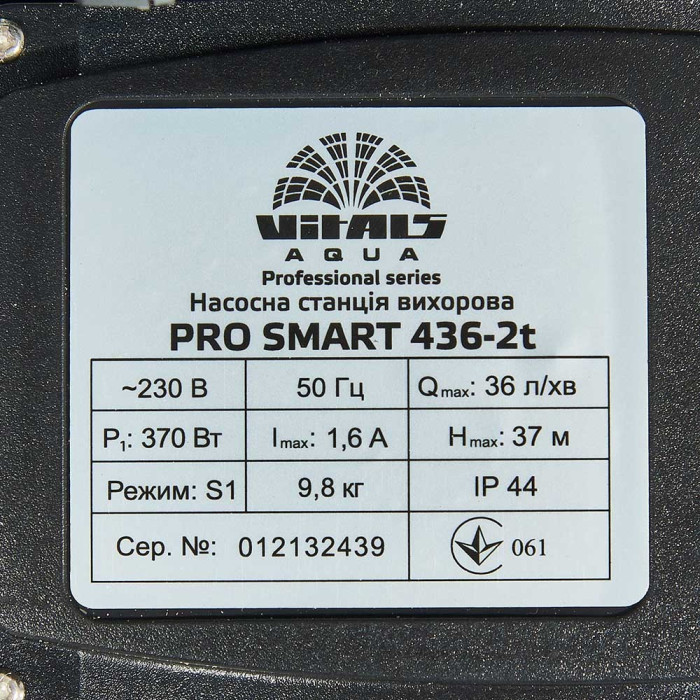 VitALS
AQUA
Professional series
Насосна станція вихорова
PRO SMART 436-2t
~230 В 50 Гц Qmax: 36 л/хв
P₁: 370 Вт Imax: 1,6 А Hmax: 37 м
Режим: S1 9,8 кг IP 44
Сер. №: 012132439 061